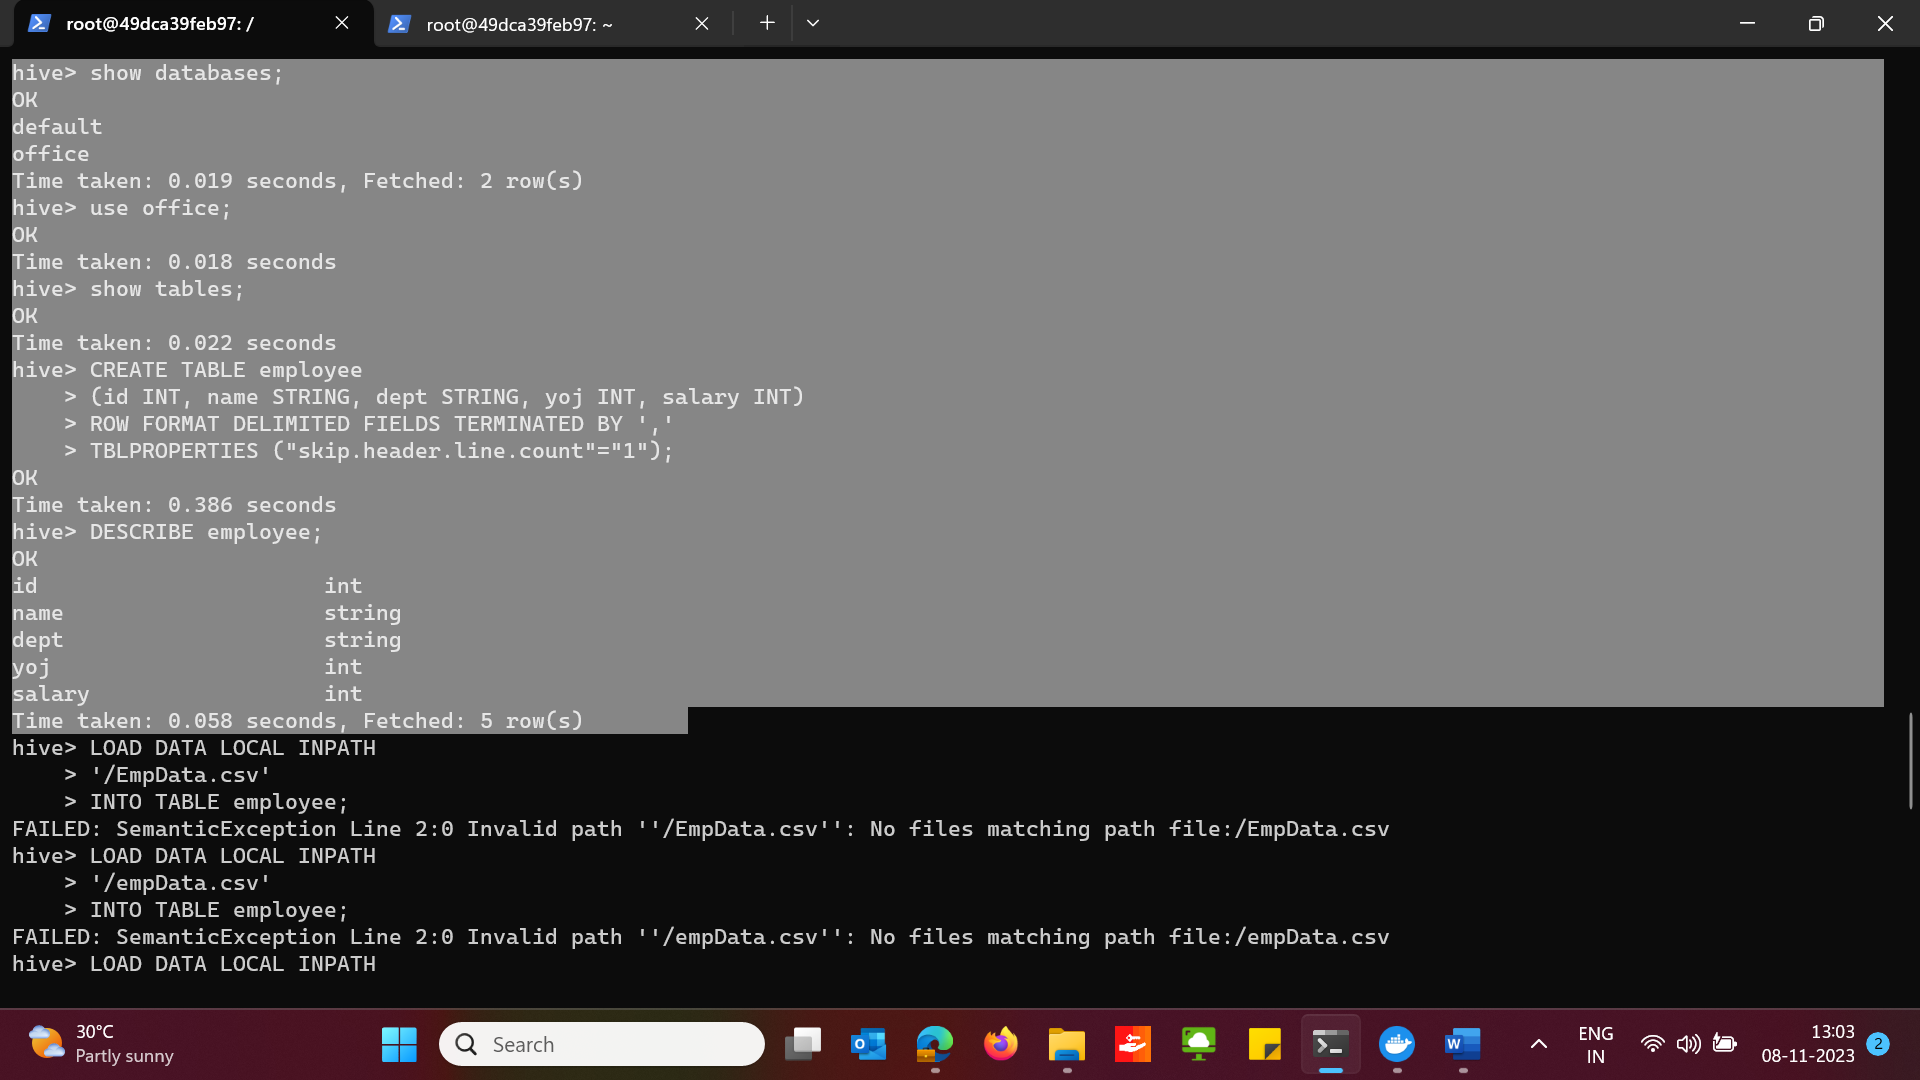 root@49dca39feb97: /
root@49dca39feb97: ~
hive> show databases;
OK
default
office
Time taken: 0.019 seconds, Fetched: 2 row(s)
hive> use office;
OK
Time taken: 0.018 seconds
hive> show tables;
OK
Time taken: 0.022 seconds
hive> CREATE TABLE employee
    > (id INT, name STRING, dept STRING, yoj INT, salary INT)
    > ROW FORMAT DELIMITED FIELDS TERMINATED BY ','
    > TBLPROPERTIES ("skip.header.line.count"="1");
OK
Time taken: 0.386 seconds
hive> DESCRIBE employee;
OK
id                      int
name                    string
dept                    string
yoj                     int
salary                  int
Time taken: 0.058 seconds, Fetched: 5 row(s)
hive> LOAD DATA LOCAL INPATH
    > '/EmpData.csv'
    > INTO TABLE employee;
FAILED: SemanticException Line 2:0 Invalid path ''/EmpData.csv'': No files matching path file:/EmpData.csv
hive> LOAD DATA LOCAL INPATH
    > '/empData.csv'
    > INTO TABLE employee;
FAILED: SemanticException Line 2:0 Invalid path ''/empData.csv'': No files matching path file:/empData.csv
hive> LOAD DATA LOCAL INPATH
30°C
Partly sunny
Search
ENG
IN
13:03
08-11-2023
2